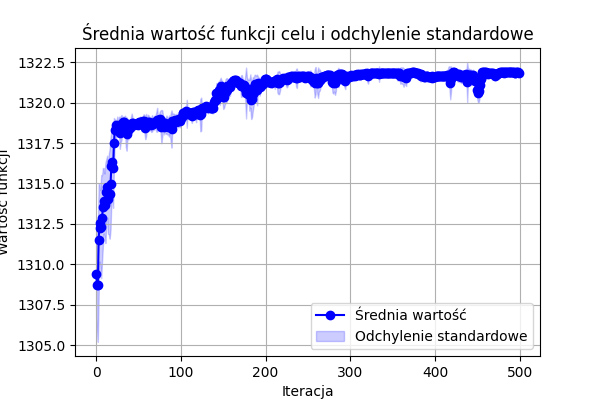 Średnia wartość funkcji celu i odchylenie standardowe
1322.5
1320.0
1317.5
1315.0
1312.5
1310.0
1307.5
1305.0
Wartość funkcji
Średnia wartość
Odchylenie standardowe
0 100 200 300 400 500
Iteracja